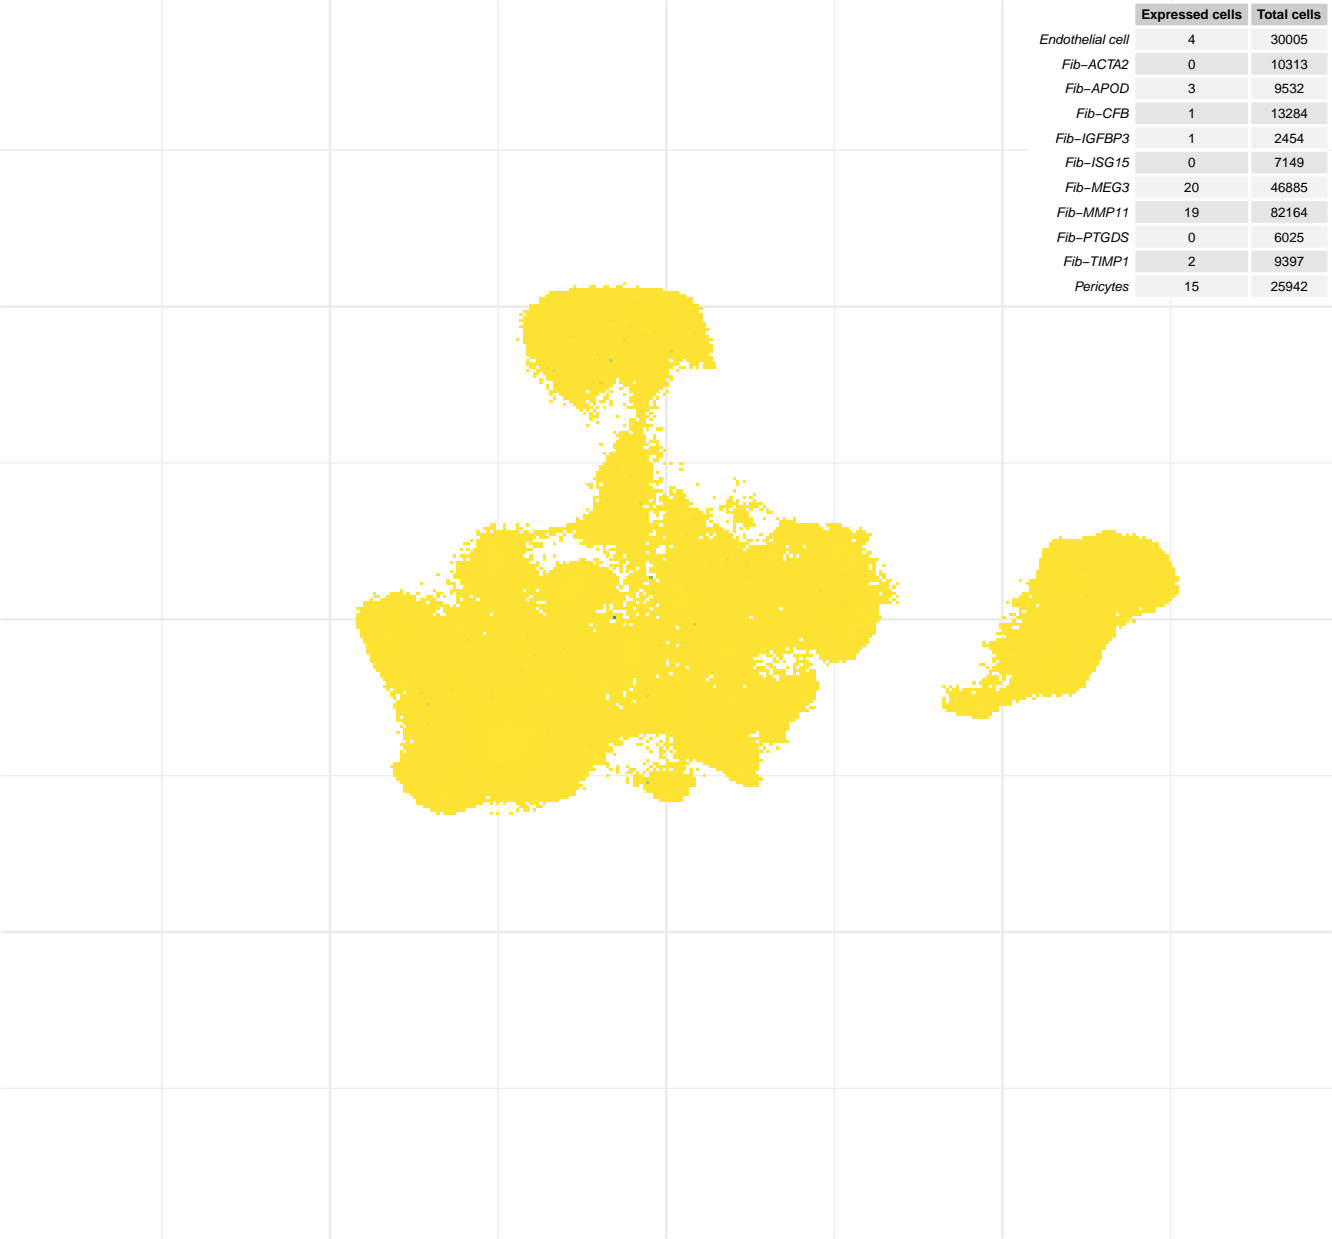 Expressed cells Total cells
Endothelial cell 4 30005
Fib−ACTA2 0 10313
Fib−APOD 3 9532
Fib−CFB 1 13284
Fib−IGFBP3 1 2454
Fib−ISG15 0 7149
Fib−MEG3 20 46885
Fib−MMP11 19 82164
Fib−PTGDS 0 6025
Fib−TIMP1 2 9397
Pericytes 15 25942